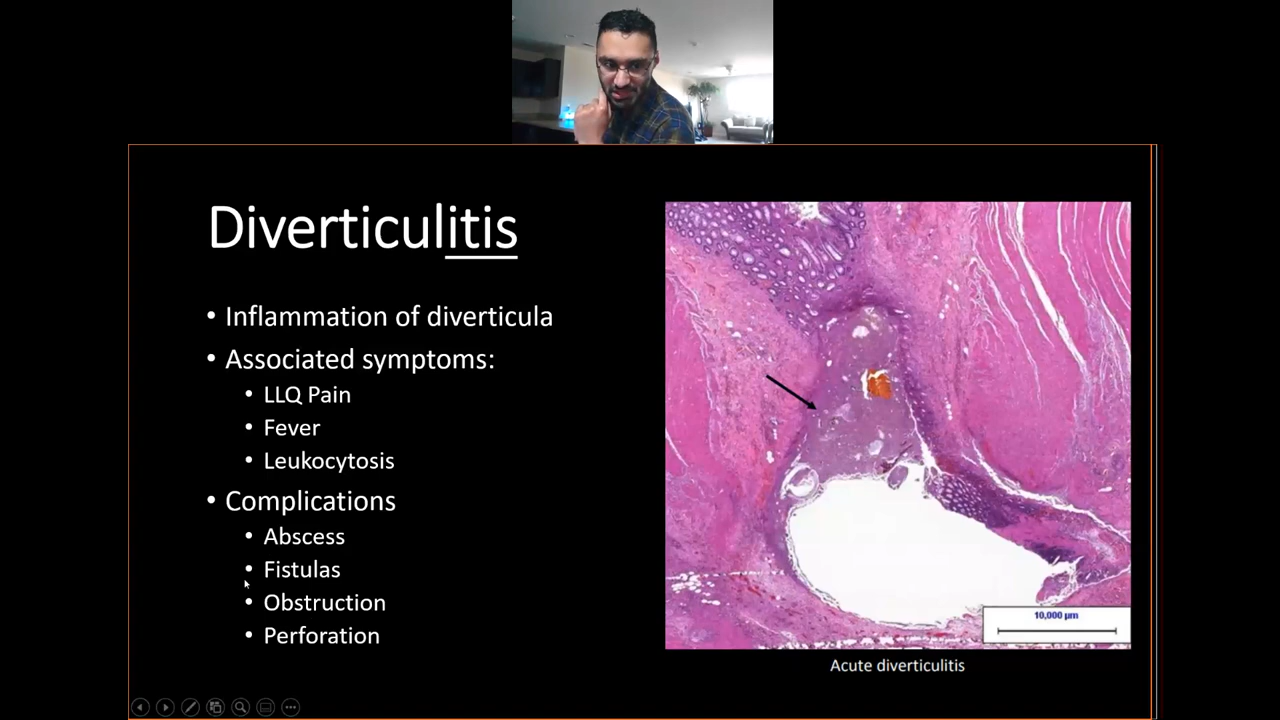 Diverticulitis
• Inflammation of diverticula
• Associated symptoms:
• LLQ Pain
• Fever
• Leukocytosis
• Complications
• Abscess
• Fistulas
• Obstruction
• Perforation
10,000 µm
Acute diverticulitis